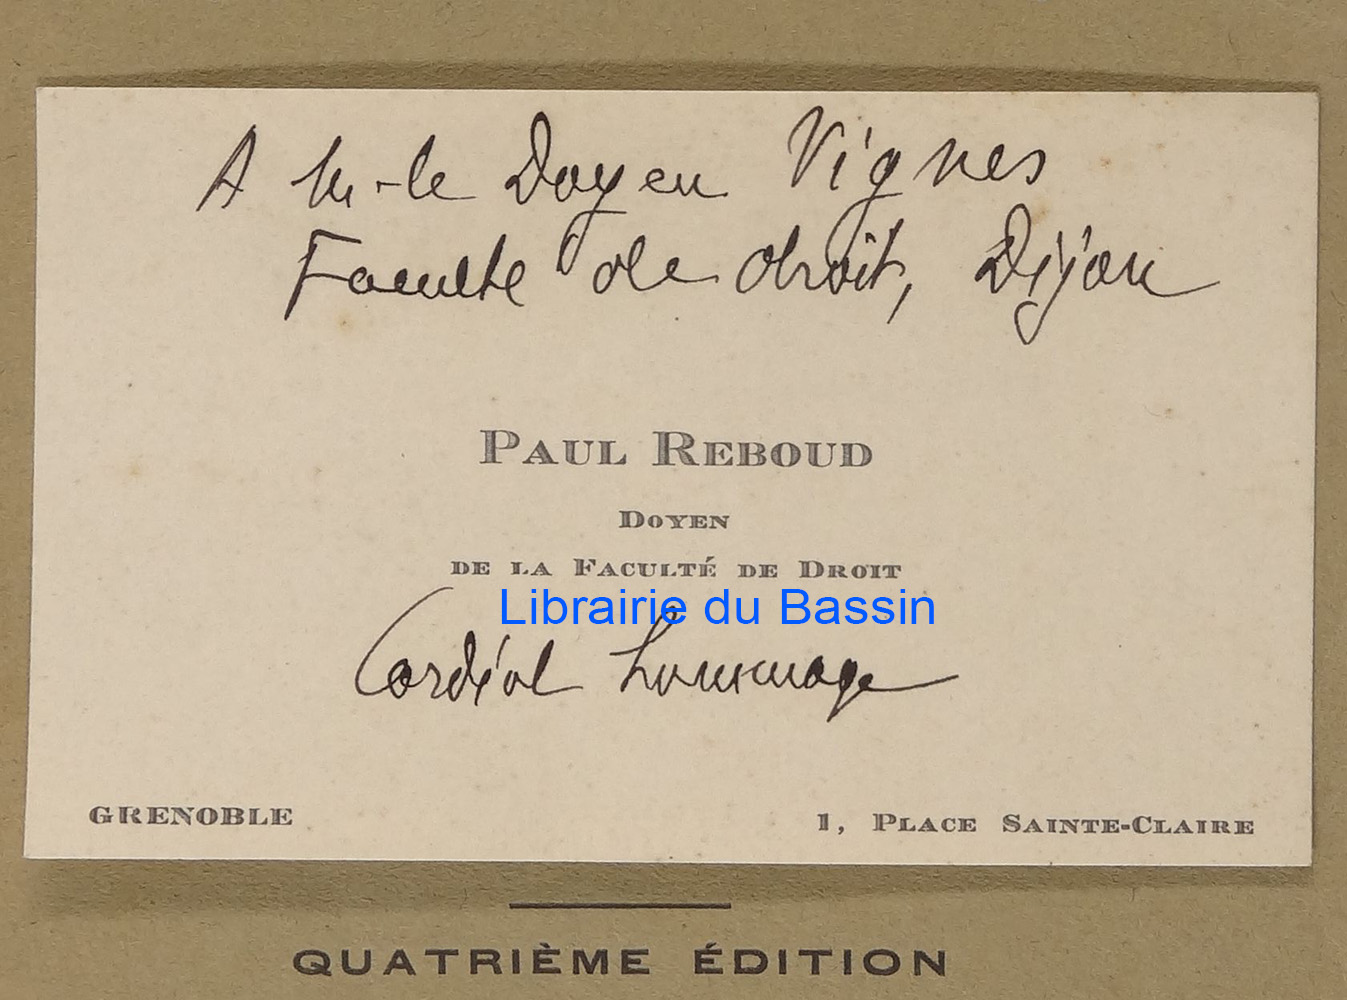 A M. le Doyen Vignes
Faculté de droit, Dijon
PAUL REBOUD
DOYEN
DE LA FACULTÉ DE DROIT
Librairie du Bassin
Cordial hommage
GRENOBLE
1, PLACE SAINTE-CLAIRE
QUATRIÈME ÉDITION